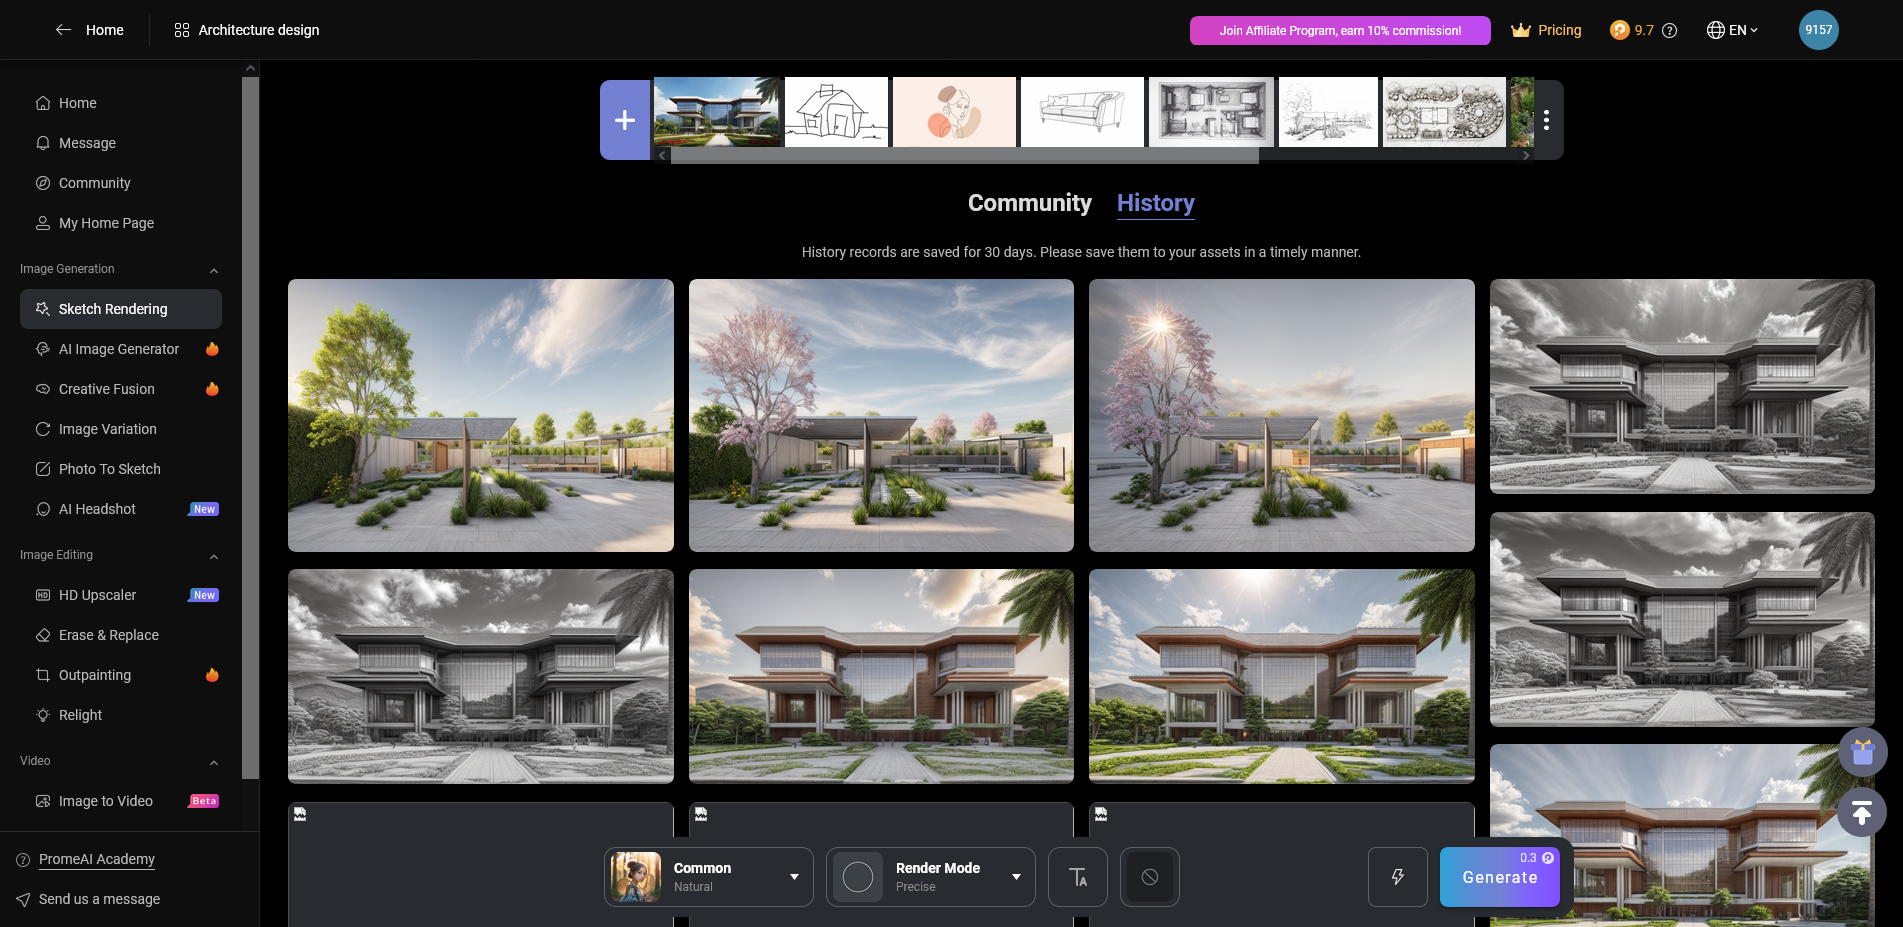 Home
Architecture design
Join Affiliate Program, earn 10% commission!
Pricing
9.7
EN
9157
Home
Message
Community
My Home Page
Image Generation
Sketch Rendering
AI Image Generator
Creative Fusion
Image Variation
Photo To Sketch
AI Headshot New
Image Editing
HD Upscaler New
Erase & Replace
Outpainting
Relight
Video
Image to Video Beta
PromeAI Academy
Send us a message
Community History
History records are saved for 30 days. Please save them to your assets in a timely manner.
Common
Natural
Render Mode
Precise
0.3
Generate